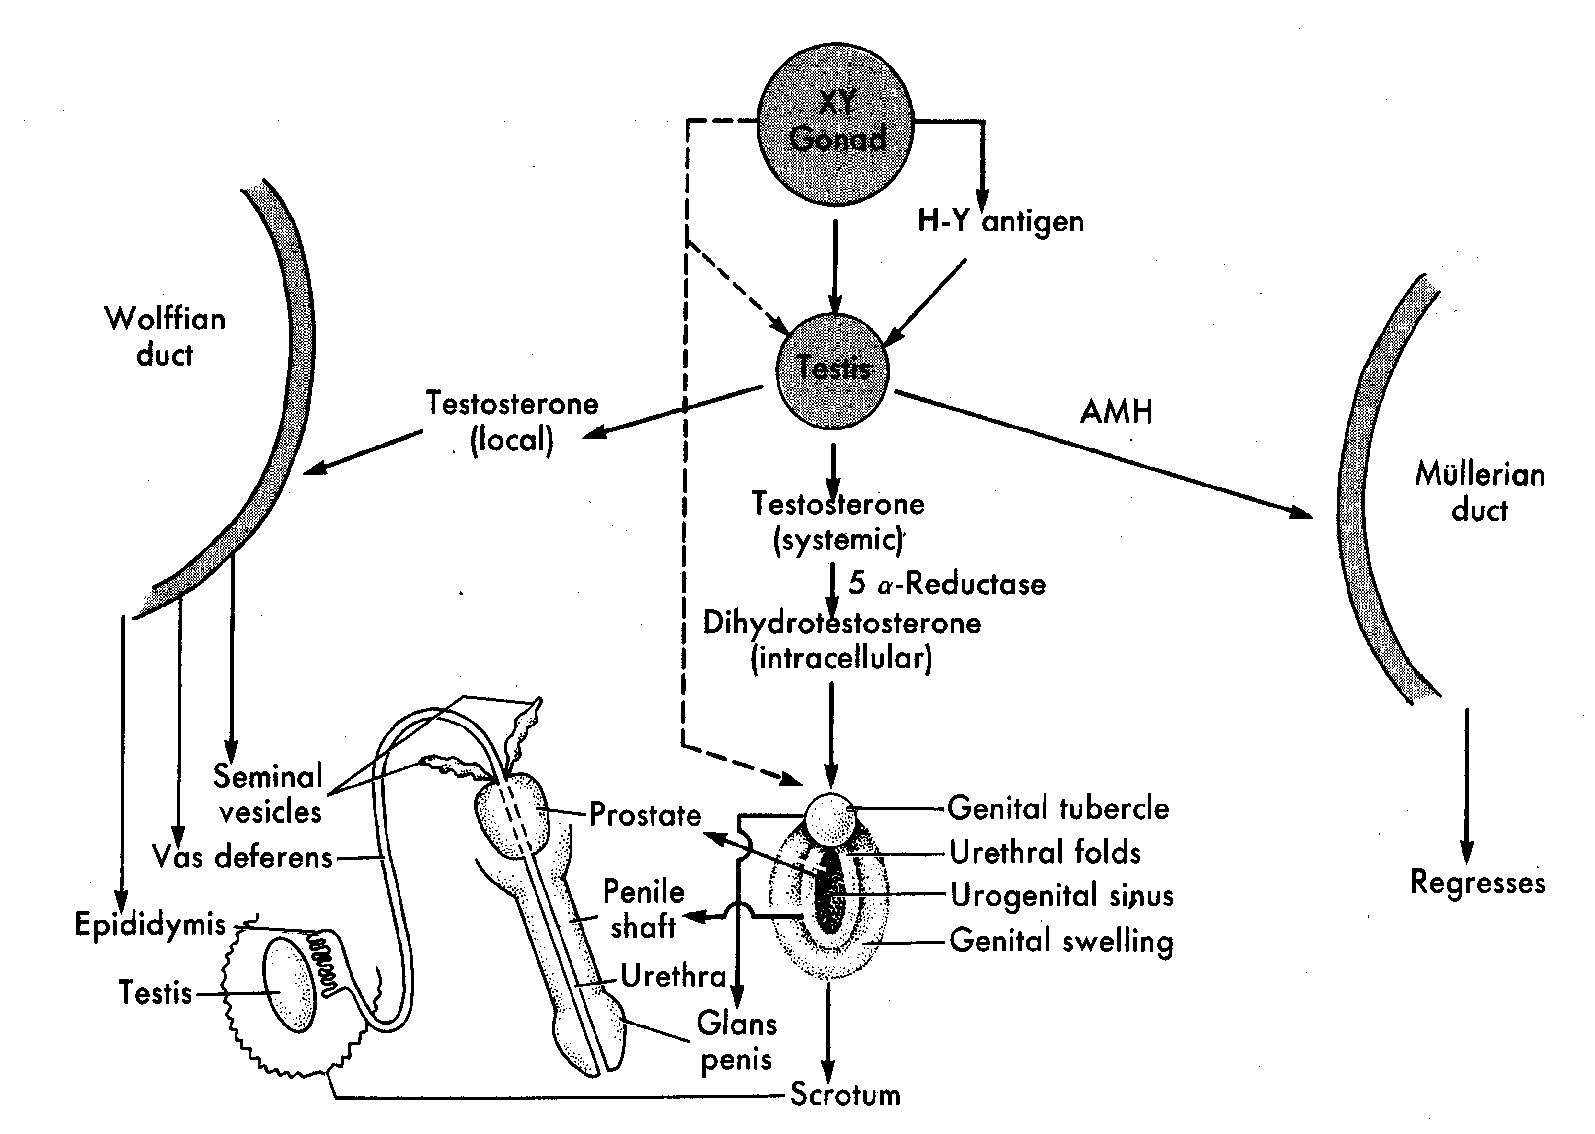 XY
Gonad
H-Y antigen
Wolffian
duct
Testis
Testosterone
(local)
AMH
Müllerian
duct
Testosterone
(systemic)
5 α-Reductase
Dihydrotestosterone
(intracellular)
Seminal
vesicles
Prostate
Genital tubercle
Vas deferens
Urethral folds
Regresses
Penile
shaft
Urogenital sinus
Epididymis
Genital swelling
Testis
Urethra
Glans
penis
Scrotum